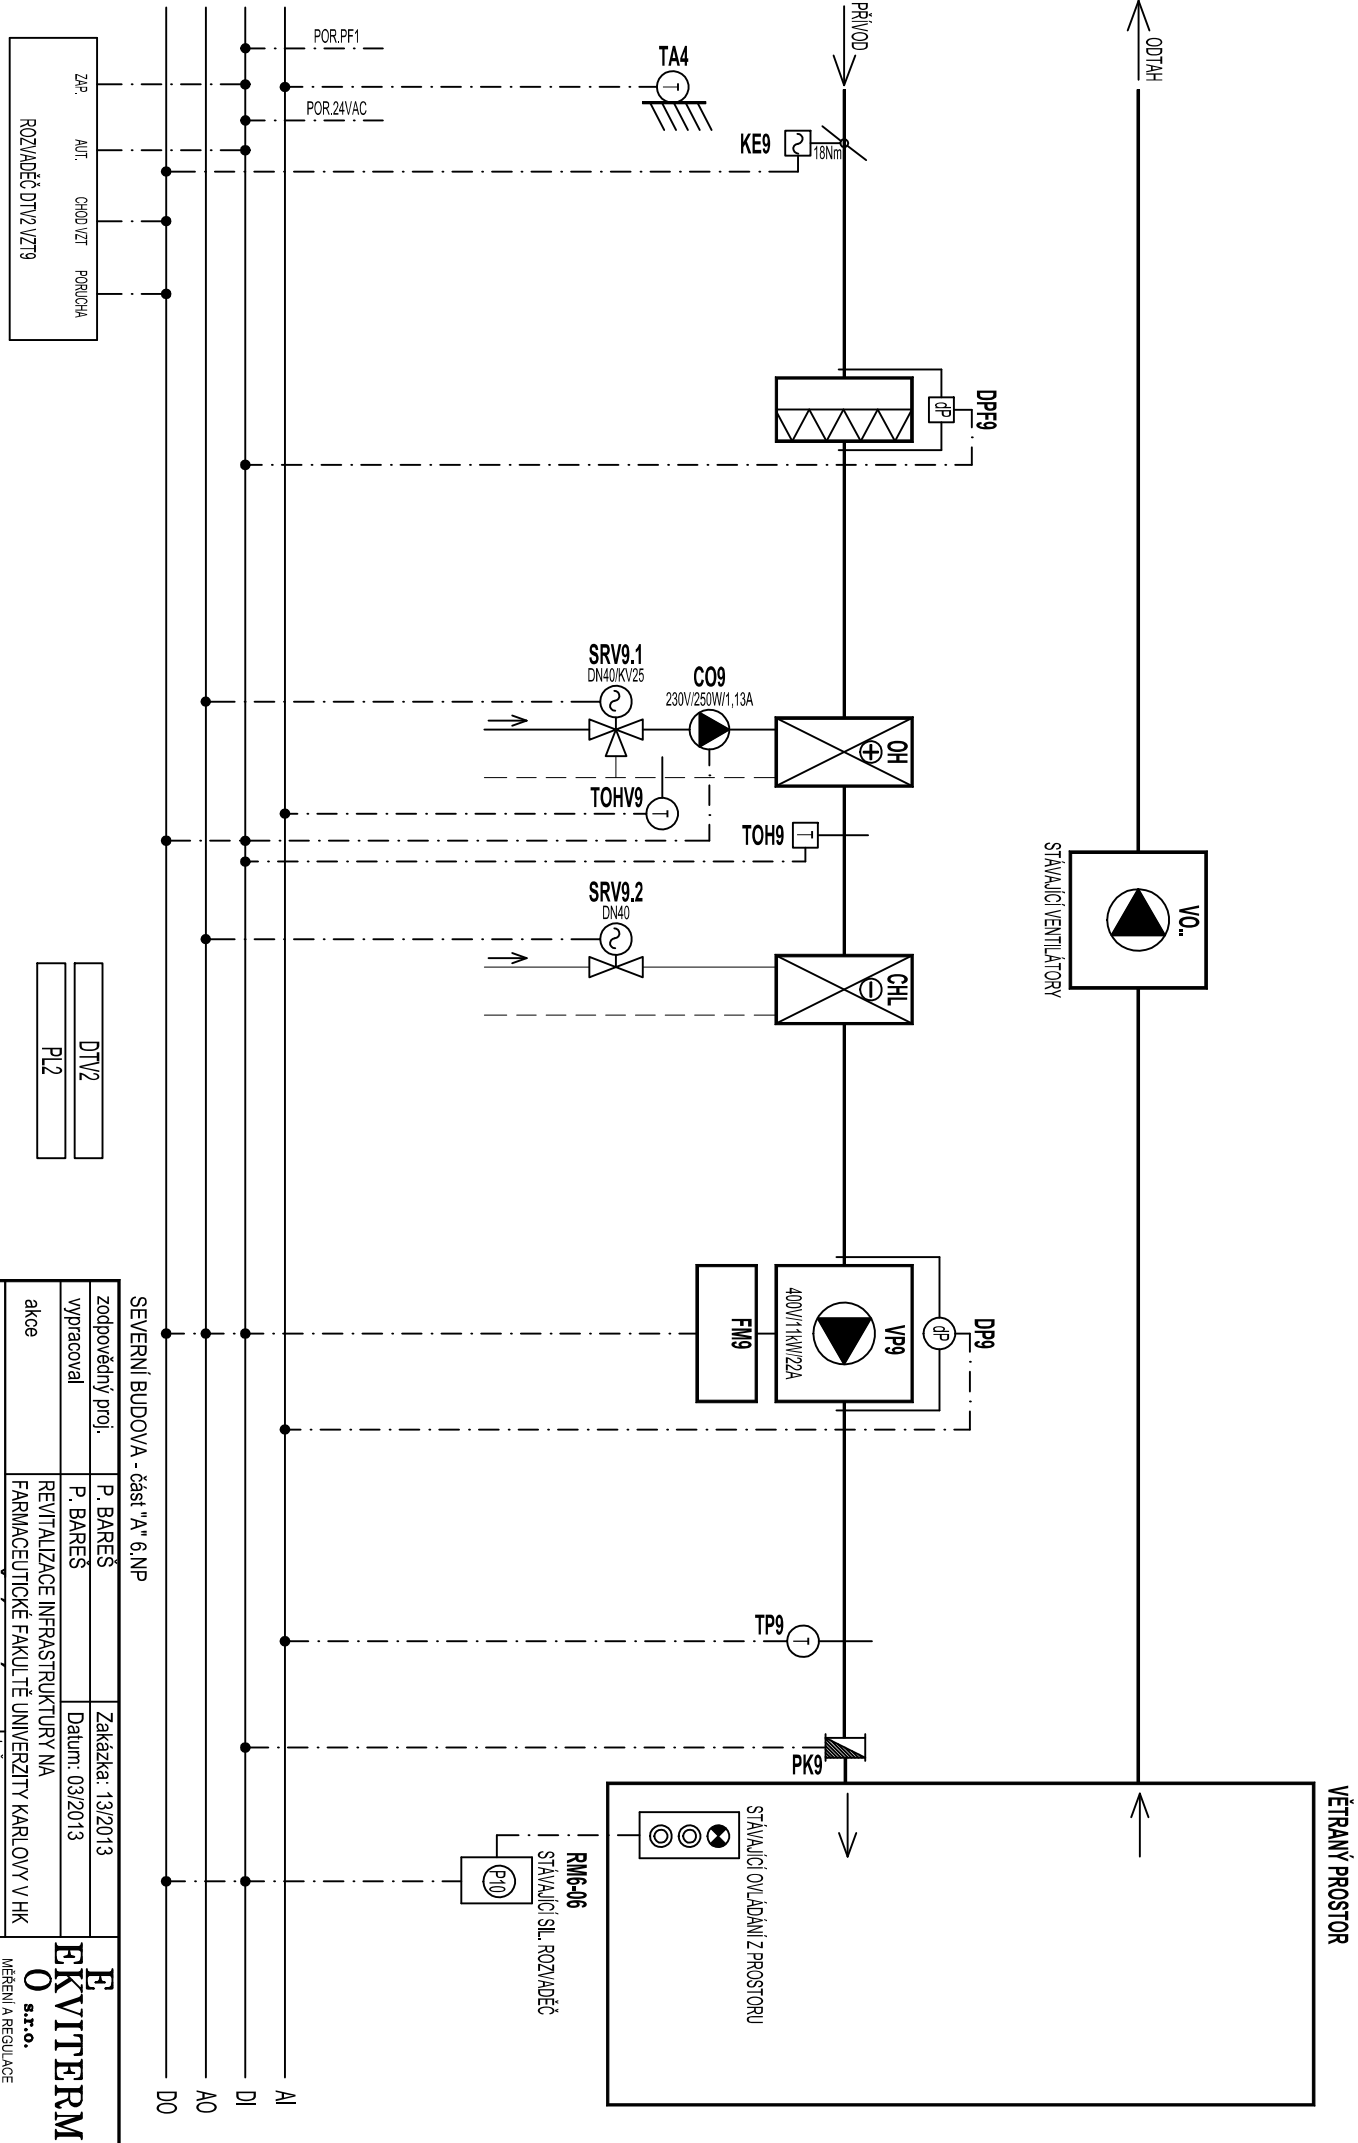 VĚTRANÝ PROSTOR
ODTAH
VO..
STÁVAJÍCÍ VENTILÁTORY
PŘÍVOD
DPF9
dP
OH
CHL
DP9
dP
VP9
400V/11kW/22A
FM9
KE9
18Nm
TA4
T
TOH9
T
TP9
T
PK9
STÁVAJÍCÍ OVLÁDÁNÍ Z PROSTORU
CO9
230V/250W/1,13A
SRV9.1
DN40/KV25
TOHV9
T
SRV9.2
DN40
RM6-06
STÁVAJÍCÍ SIL. ROZVADĚČ
P10
POR.PF1
POR.24VAC
AI
DI
AO
DO
ZAP.
AUT.
CHOD VZT
PORUCHA
ROZVADĚČ DTV2 VZT9
DTV2
PL2
SEVERNÍ BUDOVA - část "A" 6.NP
zodpovědný proj.
P. BAREŠ
Zakázka: 13/2013
vypracoval
P. BAREŠ
Datum: 03/2013
akce
REVITALIZACE INFRASTRUKTURY NA
FARMACEUTICKÉ FAKULTĚ UNIVERZITY KARLOVY V HK
E
EKVITERM
O s.r.o.
MĚŘENÍ A REGULACE